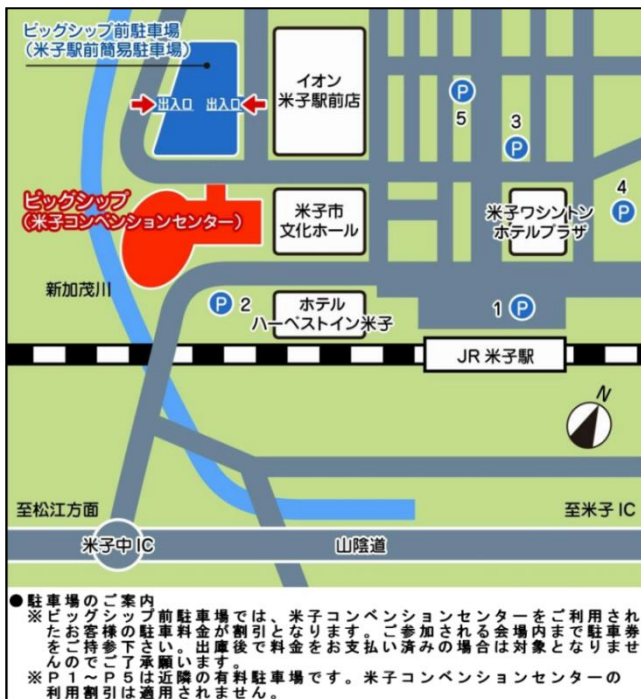 ビッグシップ前駐車場
(米子駅前簡易駐車場)
出入口 出入口
イオン
米子駅前店
P
5
3
P
4
P
ビッグシップ
(米子コンベンションセンター)
米子市
文化ホール
米子ワシントン
ホテルプラザ
新加茂川
P 2
ホテル
ハーベストイン米子
1 P
JR 米子駅
N
至松江方面
至米子 IC
米子中 IC
山陰道
●駐車場のご案内
※ビッグシップ前駐車場では、米子コンベンションセンターをご利用され
たお客様の駐車料金が割引となります。ご参加される会場内まで駐車券
をご持参下さい。出庫後で料金をお支払い済みの場合は対象となりませ
んのでご了承願います。
※P1～P5は近隣の有料駐車場です。米子コンベンションセンターの
利用割引は適用されません。